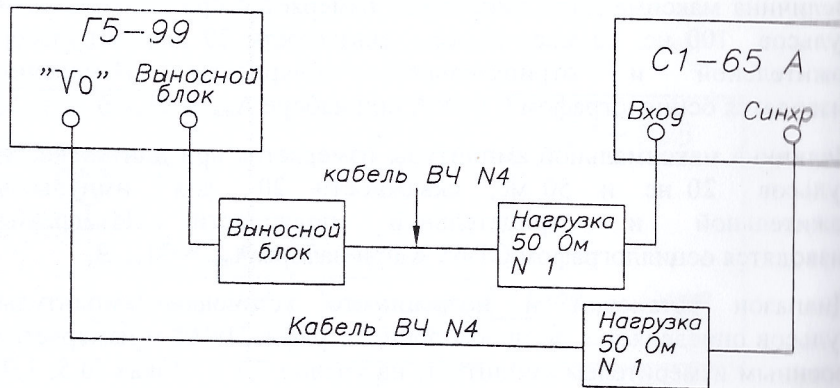 Г5-99
"V0"
Выносной
блок
С1-65 А
Вход
Синхр
кабель ВЧ N4
Выносной
блок
Нагрузка
50 Ом
N 1
Кабель ВЧ N4
Нагрузка
50 Ом
N 1